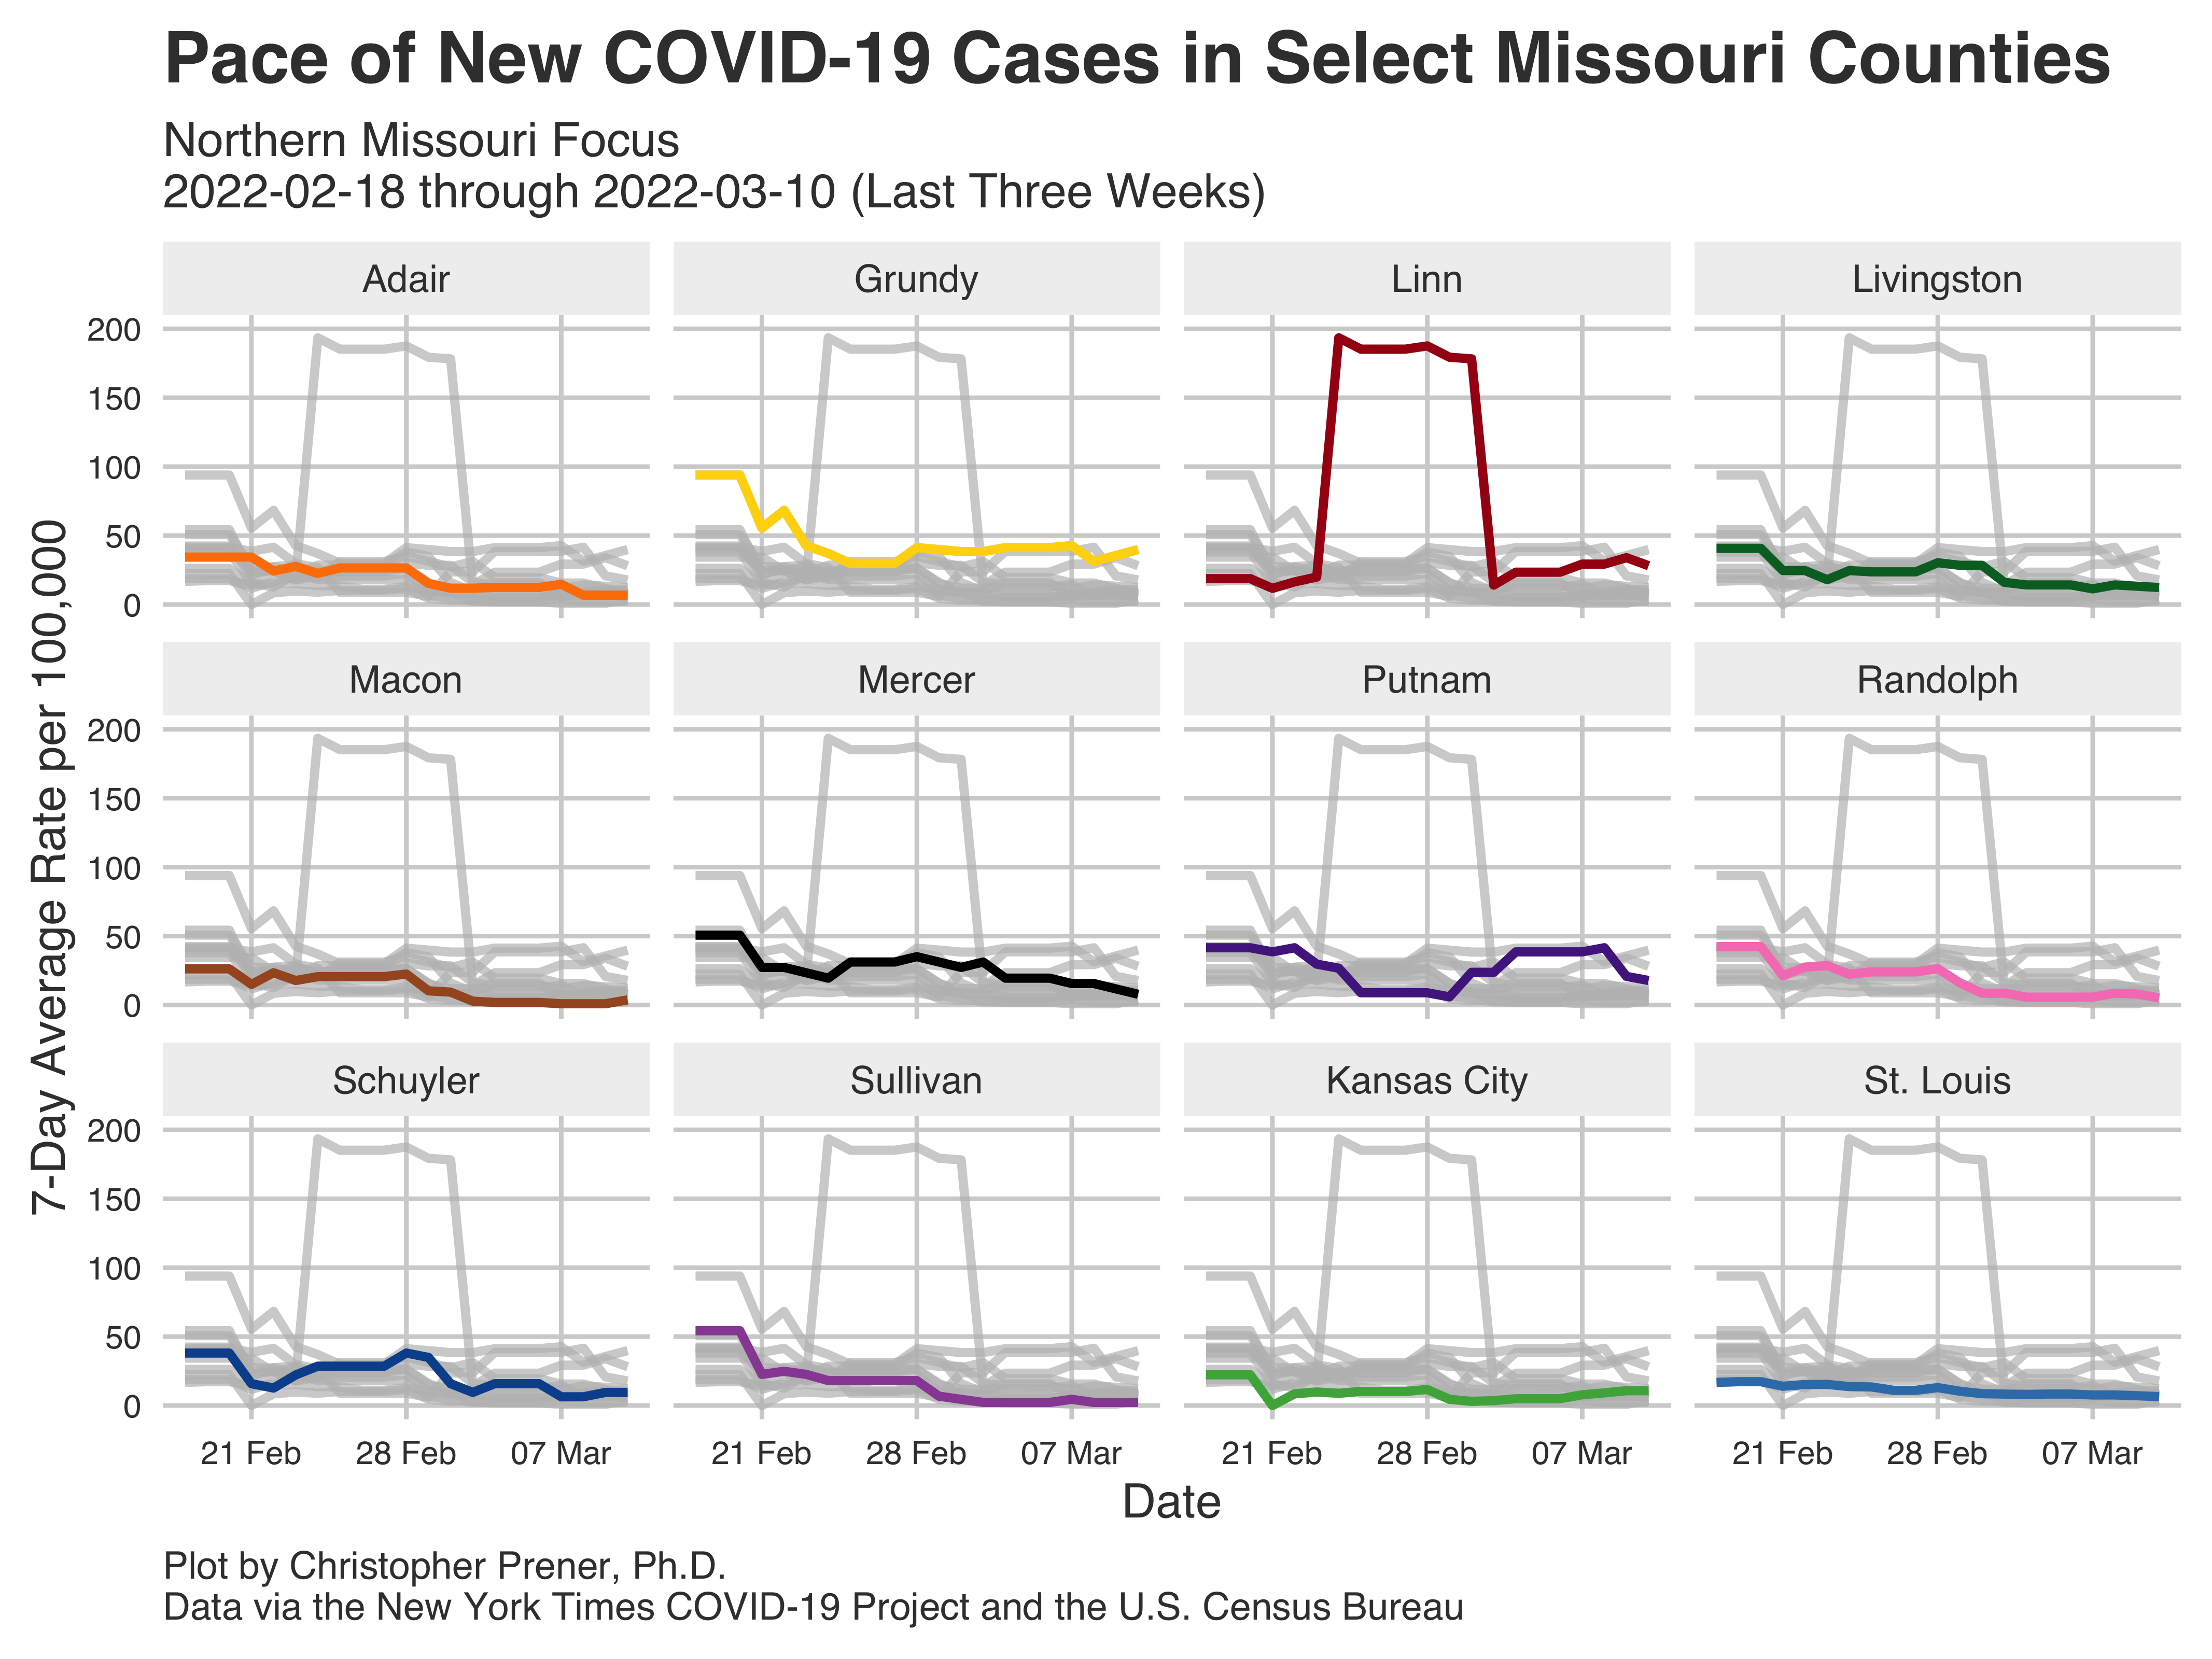 Pace of New COVID-19 Cases in Select Missouri Counties
Northern Missouri Focus
2022-02-18 through 2022-03-10 (Last Three Weeks)
7-Day Average Rate per 100,000
Adair Grundy Linn Livingston
200
150
100
50
0
Macon Mercer Putnam Randolph
200
150
100
50
0
Schuyler Sullivan Kansas City St. Louis
200
150
100
50
0
21 Feb 28 Feb 07 Mar 21 Feb 28 Feb 07 Mar 21 Feb 28 Feb 07 Mar 21 Feb 28 Feb 07 Mar
Date
Plot by Christopher Prener, Ph.D.
Data via the New York Times COVID-19 Project and the U.S. Census Bureau